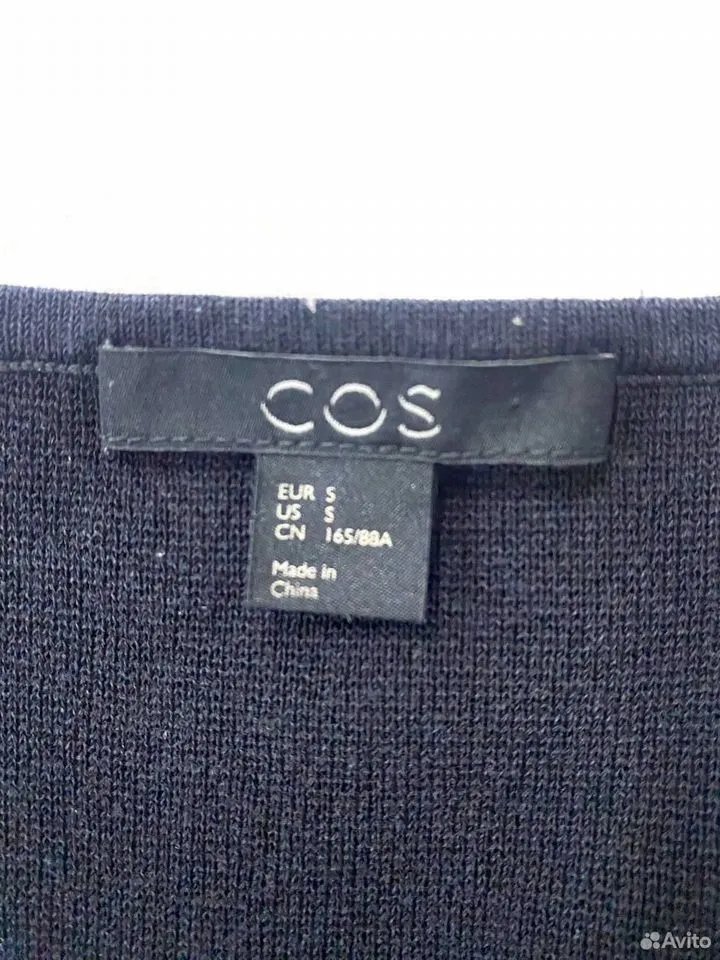 COS
EUR S
US S
CN 165/88A
Made in
China
Avito